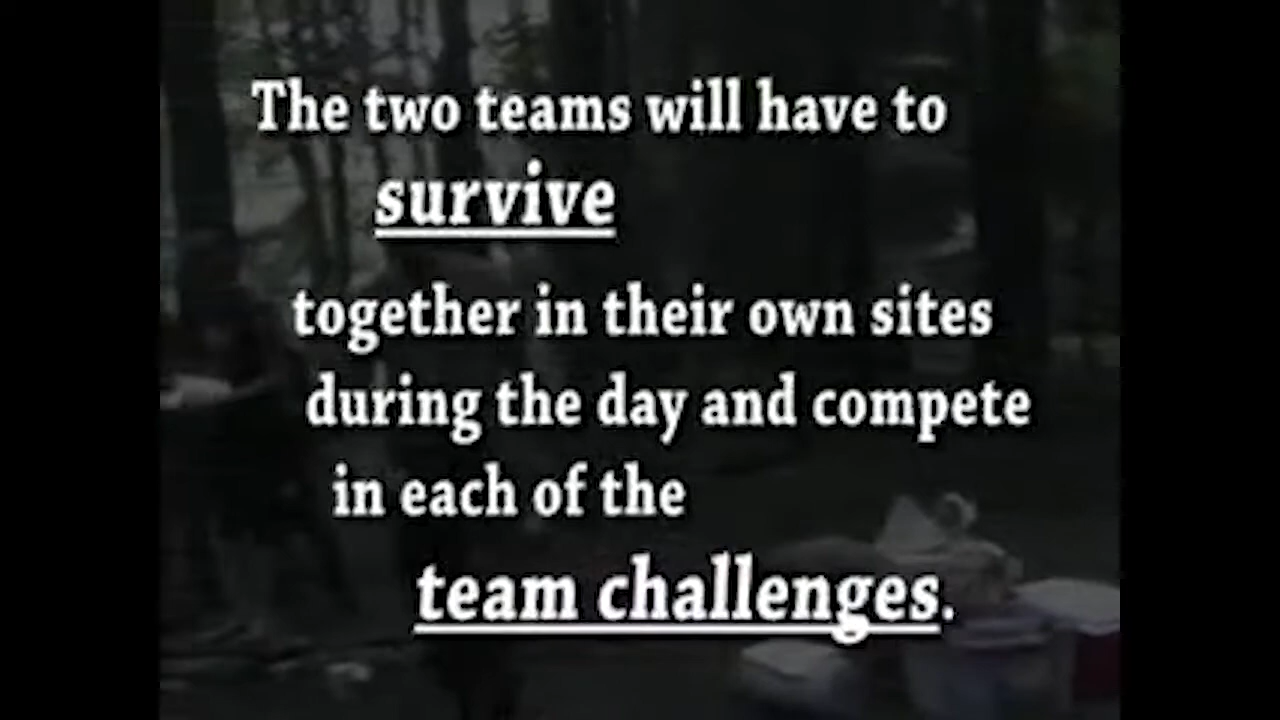 The two teams will have to
survive
together in their own sites
during the day and compete
in each of the
team challenges.